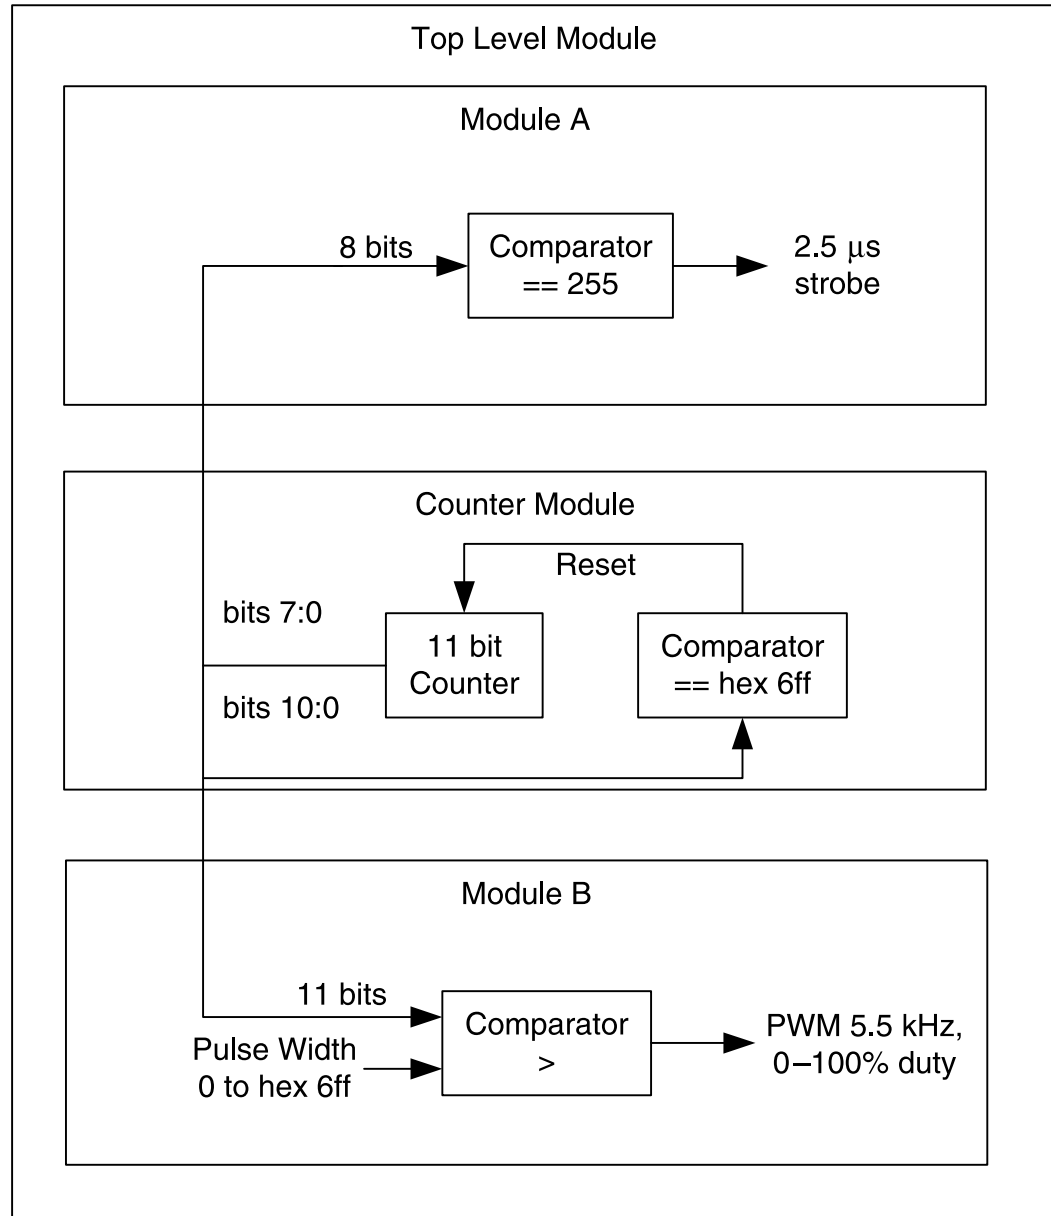 Top Level Module
Module A
8 bits
Comparator
== 255
2.5 μs
strobe
Counter Module
Reset
bits 7:0
11 bit
Counter
Comparator
== hex 6ff
bits 10:0
Module B
11 bits
Pulse Width
0 to hex 6ff
Comparator
>
PWM 5.5 kHz,
0–100% duty